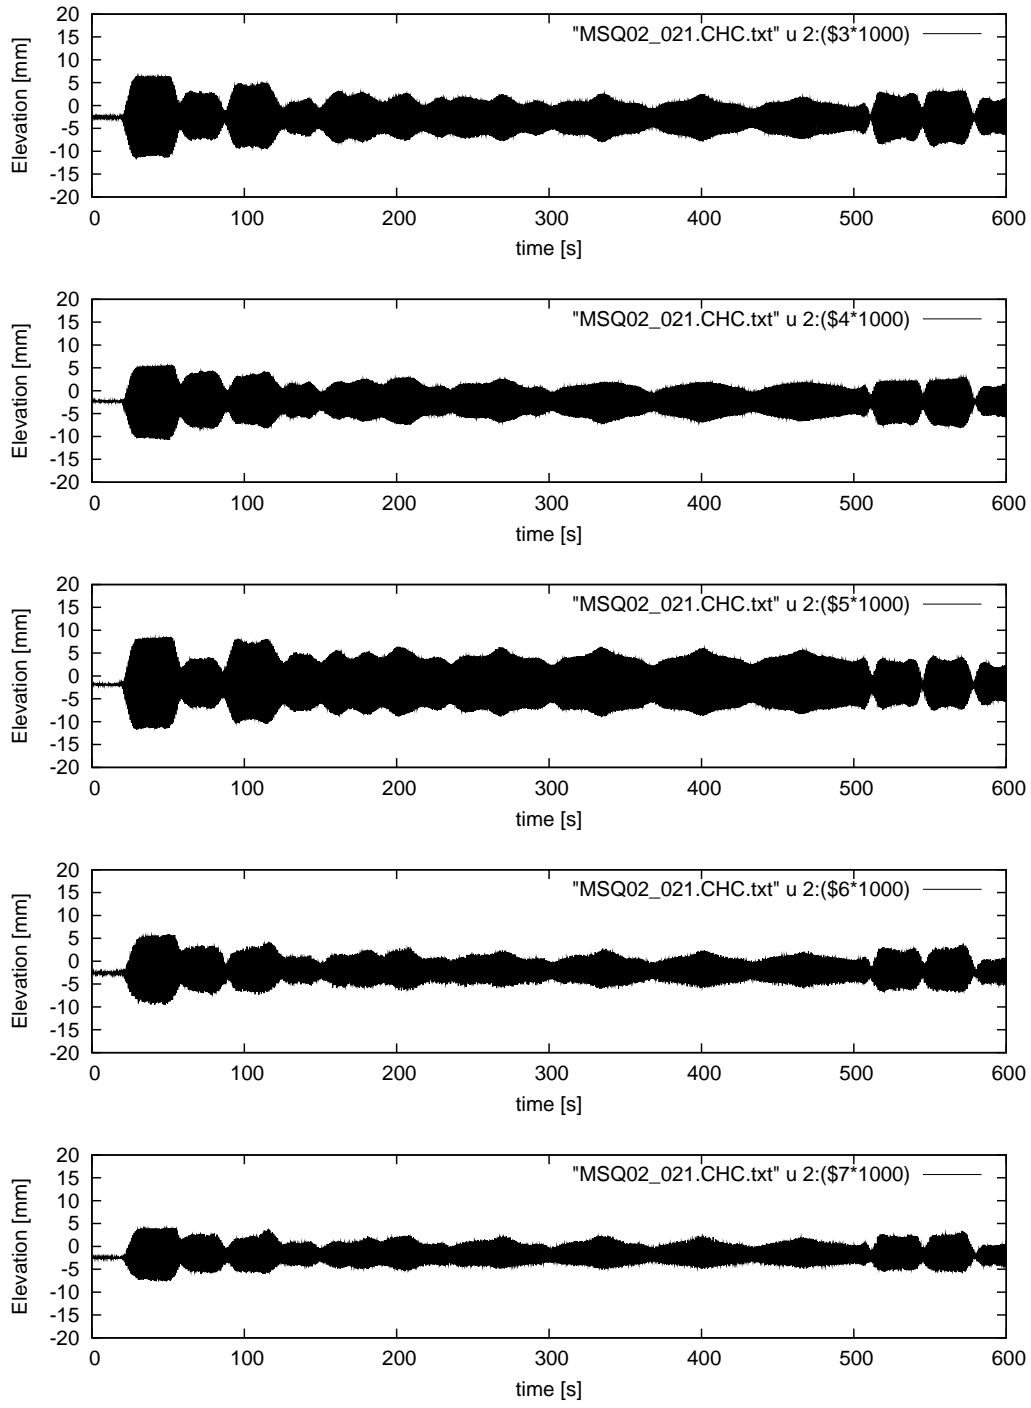 "MSQ02_021.CHC.txt" u 2:($3*1000)
Elevation [mm]
20
15
10
5
0
-5
-10
-15
-20
0 100 200 300 400 500 600
time [s]
"MSQ02_021.CHC.txt" u 2:($4*1000)
Elevation [mm]
20
15
10
5
0
-5
-10
-15
-20
0 100 200 300 400 500 600
time [s]
"MSQ02_021.CHC.txt" u 2:($5*1000)
Elevation [mm]
20
15
10
5
0
-5
-10
-15
-20
0 100 200 300 400 500 600
time [s]
"MSQ02_021.CHC.txt" u 2:($6*1000)
Elevation [mm]
20
15
10
5
0
-5
-10
-15
-20
0 100 200 300 400 500 600
time [s]
"MSQ02_021.CHC.txt" u 2:($7*1000)
Elevation [mm]
20
15
10
5
0
-5
-10
-15
-20
0 100 200 300 400 500 600
time [s]